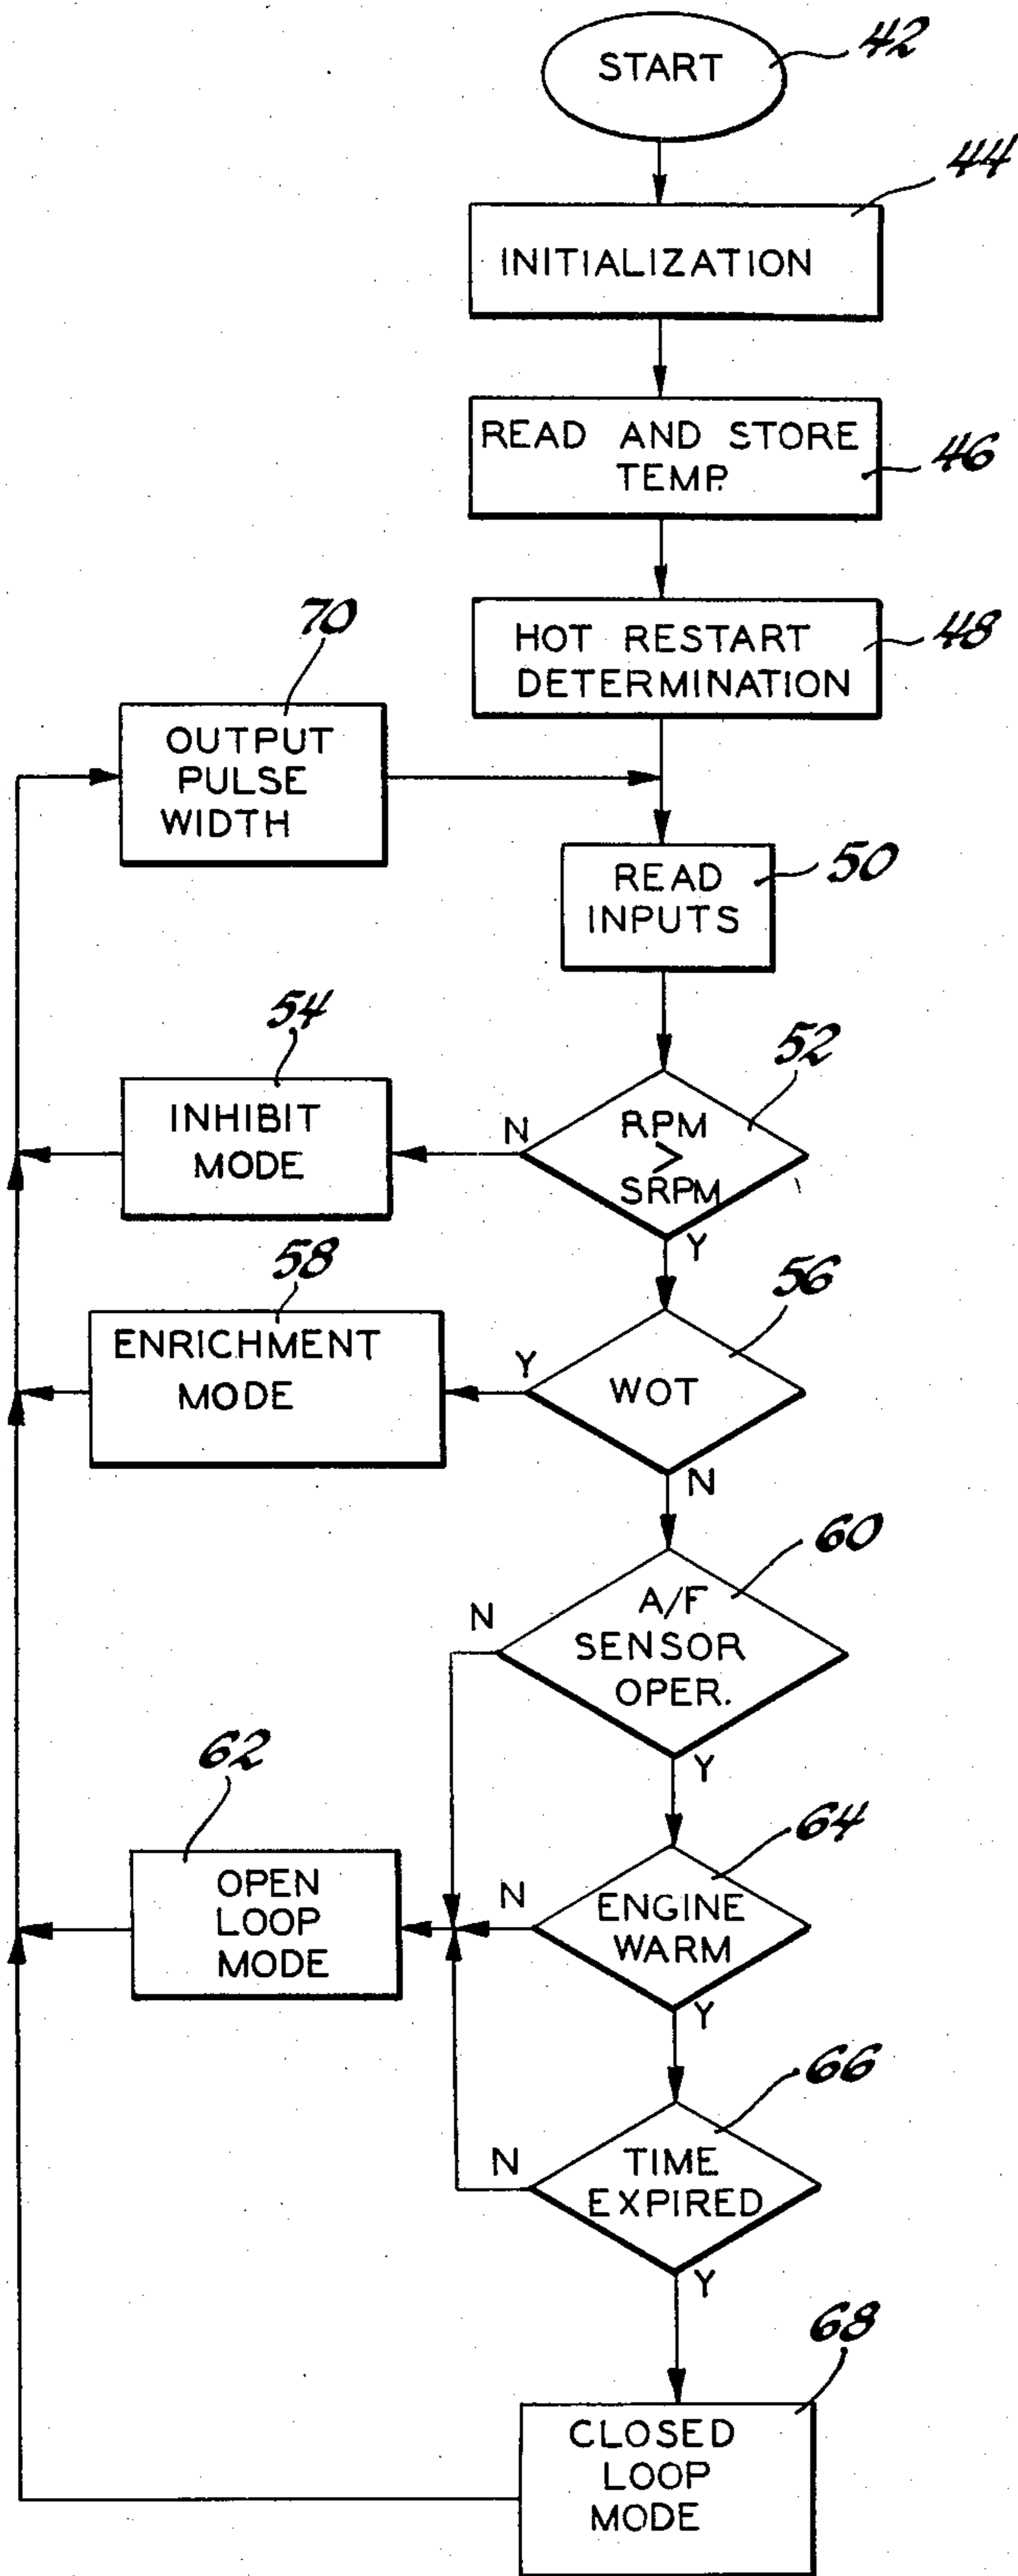 START
42
44
INITIALIZATION
READ AND STORE
TEMP.
46
HOT RESTART
DETERMINATION
48
70
OUTPUT
PULSE
WIDTH
READ
INPUTS
50
54
INHIBIT
MODE
N
RPM
>
SRPM
52
Y
58
ENRICHMENT
MODE
Y
WOT
56
N
60
N
A/F
SENSOR
OPER.
Y
62
OPEN
LOOP
MODE
N
ENGINE
WARM
64
Y
66
N
TIME
EXPIRED
Y
68
CLOSED
LOOP
MODE